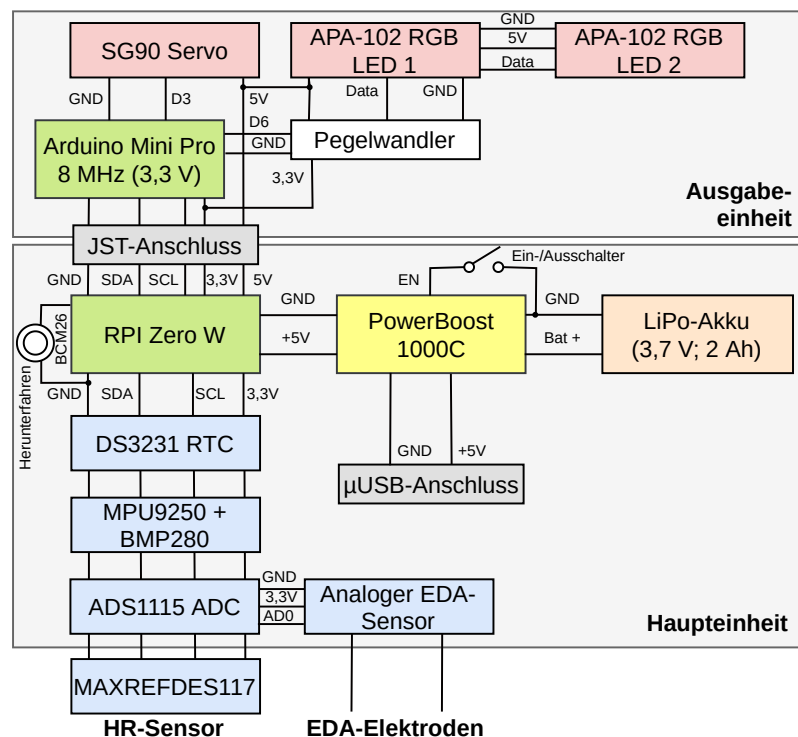 SG90 Servo
APA-102 RGB
LED 1
GND
5V
Data
APA-102 RGB
LED 2
GND
D3
5V
Data
GND
Arduino Mini Pro
8 MHz (3,3 V)
D6
GND
Pegelwandler
3,3V
Ausgabe-
einheit
JST-Anschluss
GND
SDA
SCL
3,3V
5V
Ein-/Ausschalter
EN
BCM26
RPI Zero W
GND
+5V
PowerBoost
1000C
GND
Bat +
LiPo-Akku
(3,7 V; 2 Ah)
Herunterfahren
GND
SDA
SCL
3,3V
DS3231 RTC
GND
+5V
µUSB-Anschluss
MPU9250 +
BMP280
ADS1115 ADC
GND
3,3V
AD0
Analoger EDA-
Sensor
Haupteinheit
MAXREFDES117
HR-Sensor
EDA-Elektroden